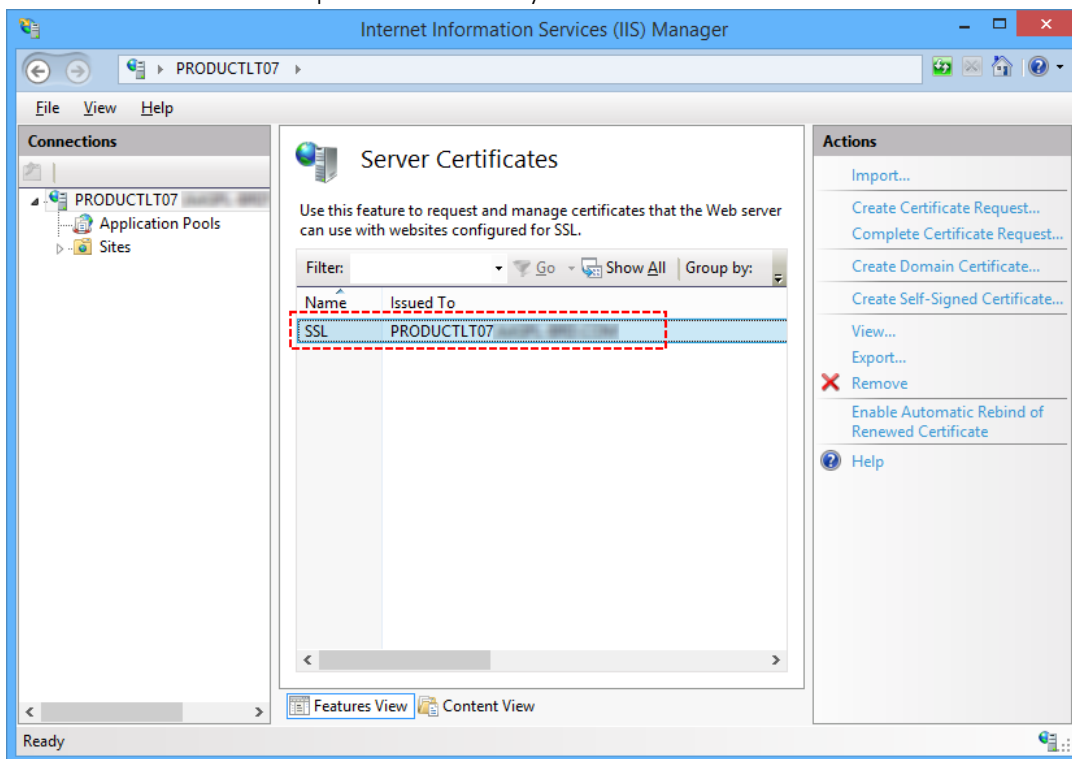 Internet Information Services (IIS) Manager
PRODUCTLT07
File View Help
Connections
PRODUCTLT07
Application Pools
Sites
Server Certificates
Use this feature to request and manage certificates that the Web server
can use with websites configured for SSL.
Filter: Go Show All Group by:
Name Issued To
SSL PRODUCTLT07
Features View Content View
Actions
Import...
Create Certificate Request...
Complete Certificate Request...
Create Domain Certificate...
Create Self-Signed Certificate...
View...
Export...
Remove
Enable Automatic Rebind of
Renewed Certificate
Help
Ready